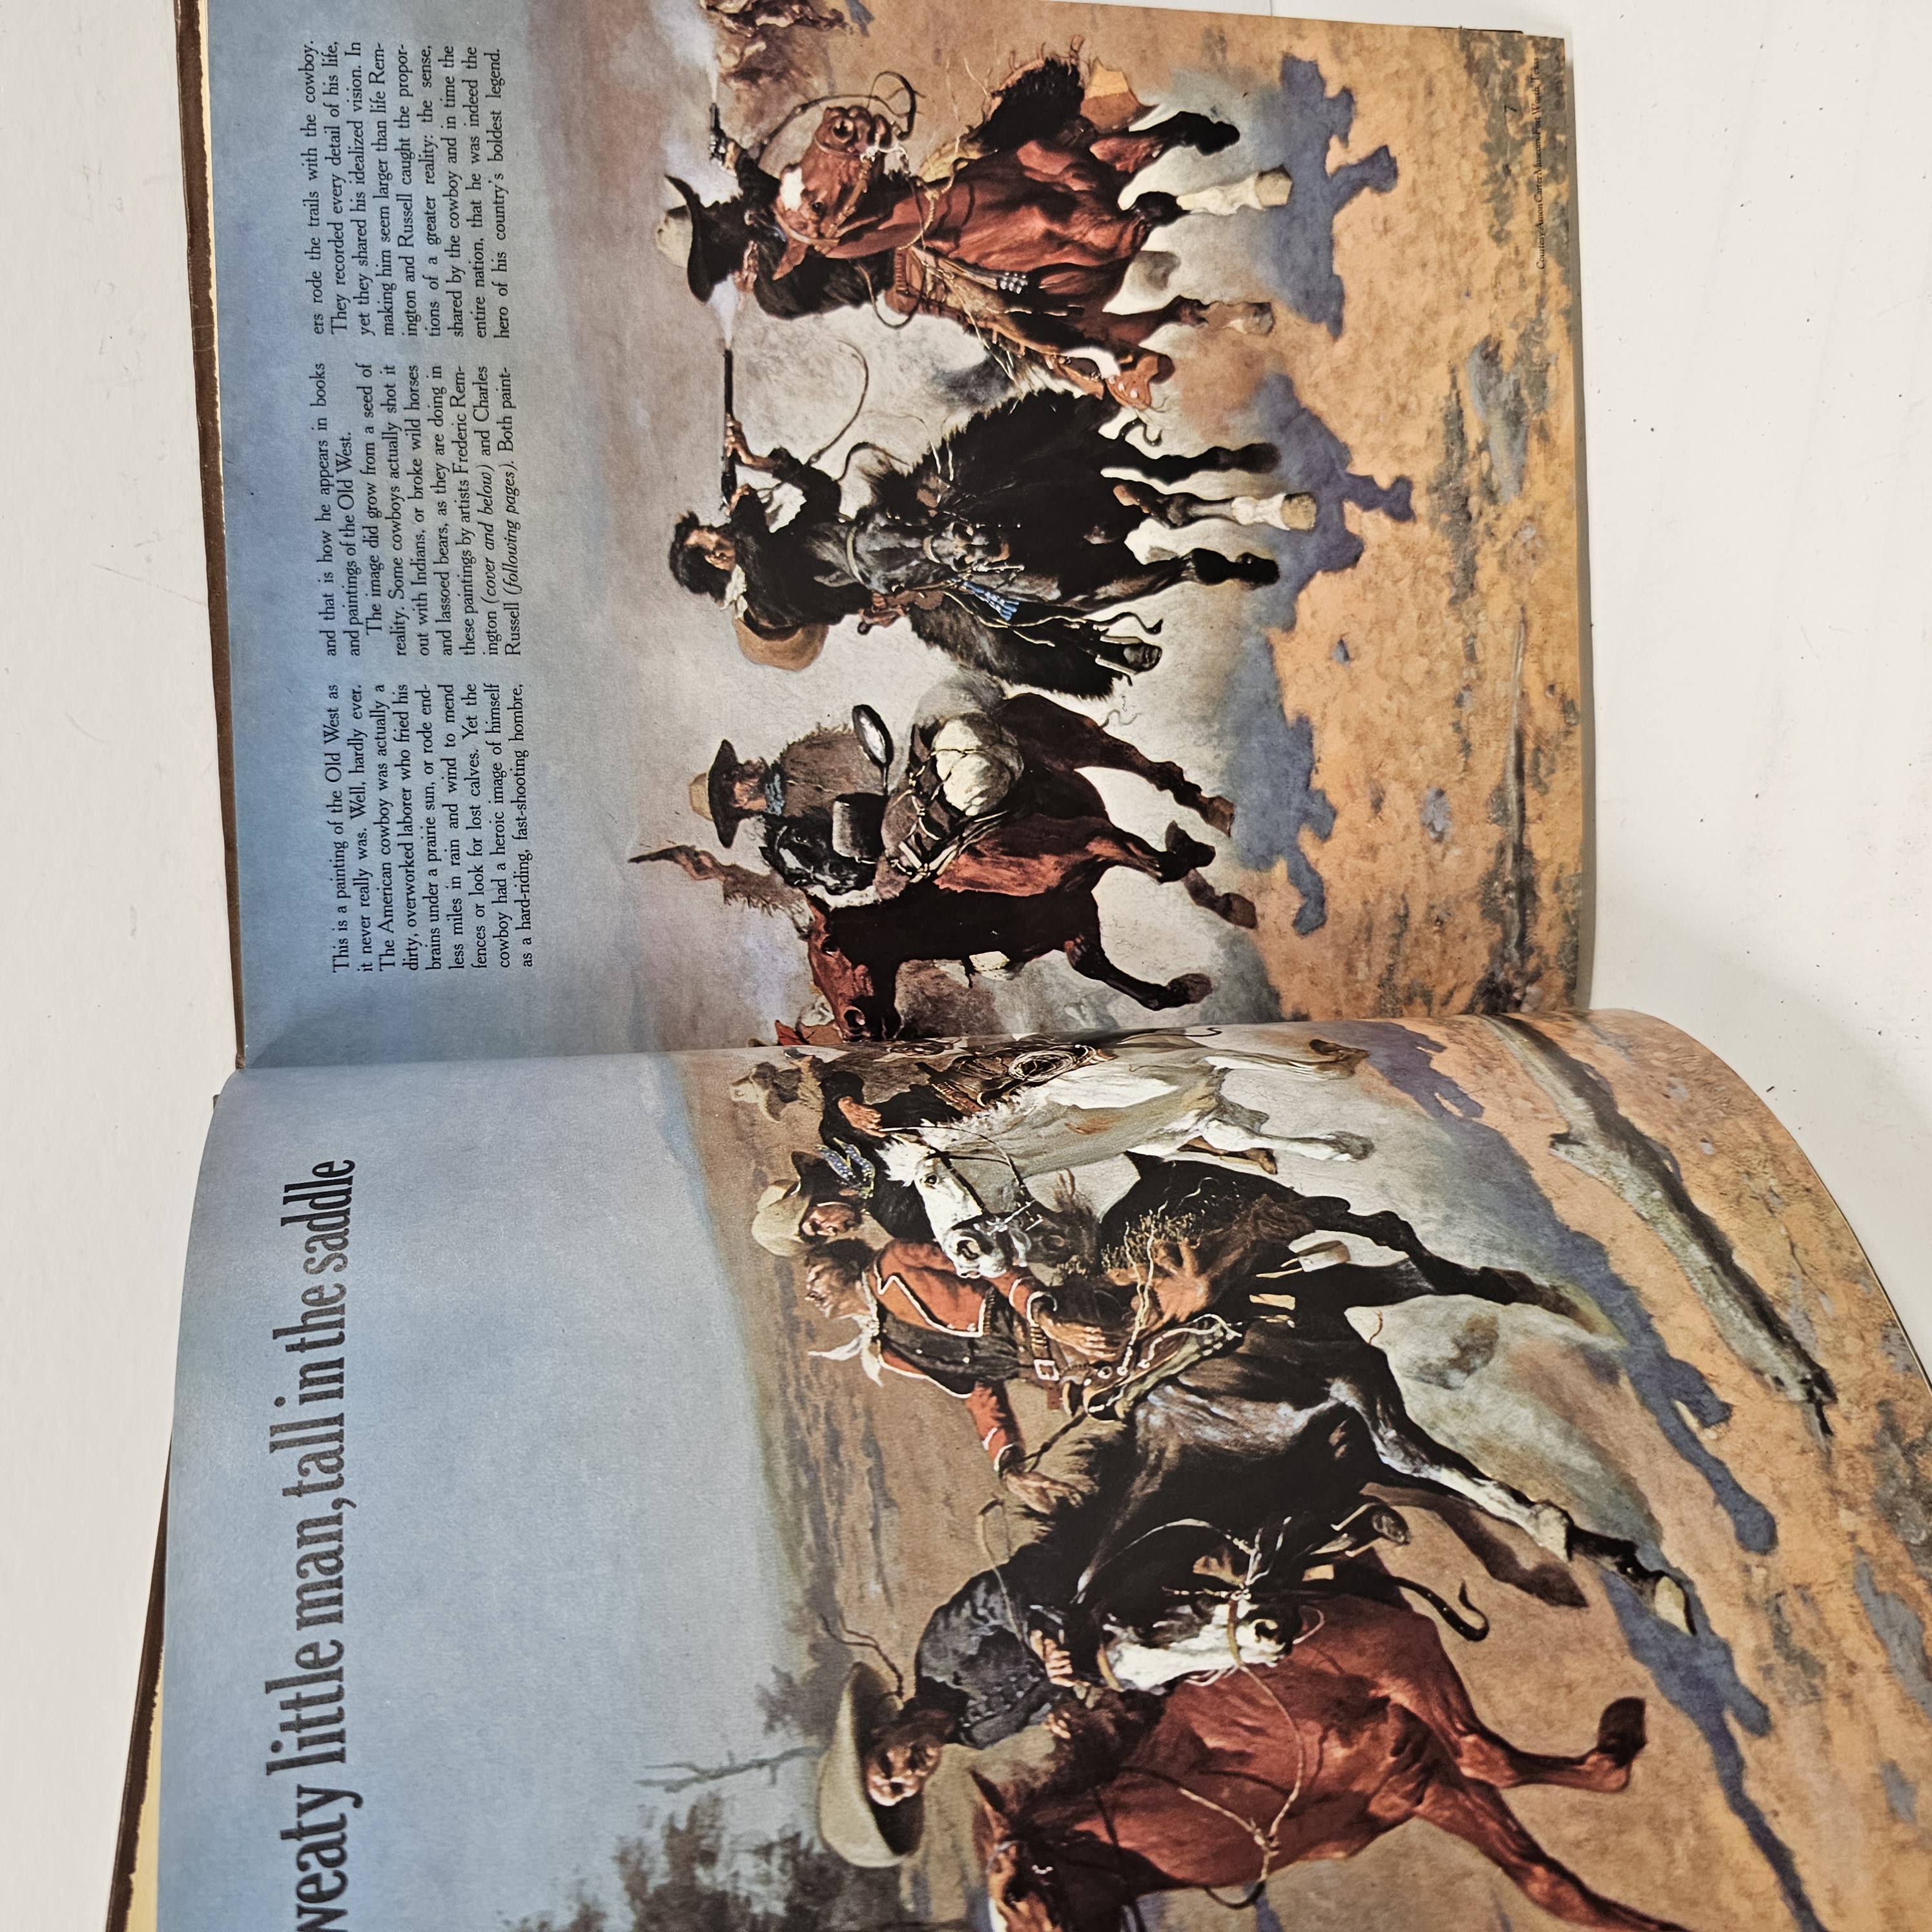 little man, tall in the saddle
This is a painting of the Old West as
it never really was. Well, hardly ever.
The American cowboy was actually a
dirty, overworked laborer who fried his
brains under a prairie sun, or rode end-
less miles in rain and wind to mend
fences or look for lost calves. Yet the
cowboy had a heroic image of himself
as a hard-riding, fast-shooting hombre,
and that is how he appears in books
and paintings of the Old West.
The image did grow from a seed of
reality. Some cowboys actually shot it
out with Indians, or broke wild horses
and lassoed bears, as they are doing in
these paintings by artists Frederic Rem-
ington (cover and below) and Charles
Russell (following pages). Both paint-
ers rode the trails with the cowboy.
They recorded every detail of his life,
yet they shared his idealized vision. In
making him seem larger than life Rem-
ington and Russell caught the propor-
tions of a greater reality: the sense,
shared by the cowboy and in time the
entire nation, that he was indeed the
hero of his country's boldest legend.
7
Courtesy Amon Carter Museum, Fort Worth, Texas